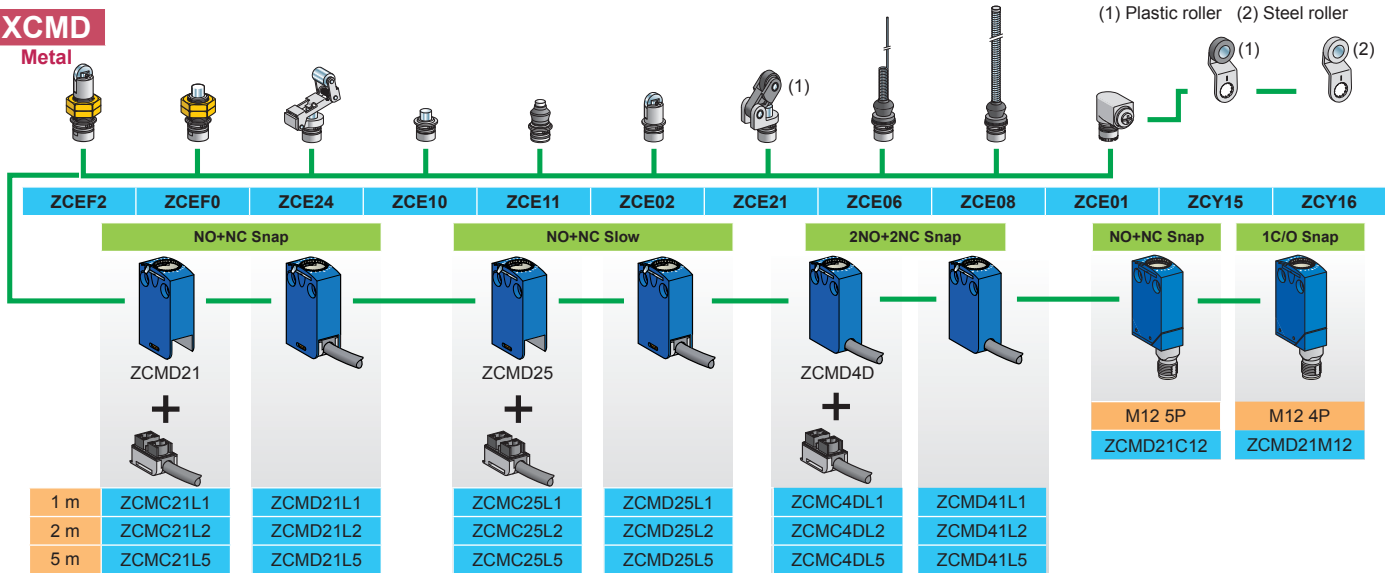 (1) Plastic roller (2) Steel roller
XCMD
Metal
(1)
(2)
(1)
ZCEF2 ZCEF0 ZCE24 ZCE10 ZCE11 ZCE02 ZCE21 ZCE06 ZCE08 ZCE01 ZCY15 ZCY16
NO+NC Snap NO+NC Slow 2NO+2NC Snap NO+NC Snap 1C/O Snap
ZCMD21 ZCMD25 ZCMD4D
+ + +
M12 5P M12 4P
ZCMD21C12 ZCMD21M12
1 m ZCMC21L1 ZCMD21L1 ZCMC25L1 ZCMD25L1 ZCMC4DL1 ZCMD41L1
2 m ZCMC21L2 ZCMD21L2 ZCMC25L2 ZCMD25L2 ZCMC4DL2 ZCMD41L2
5 m ZCMC21L5 ZCMD21L5 ZCMC25L5 ZCMD25L5 ZCMC4DL5 ZCMD41L5